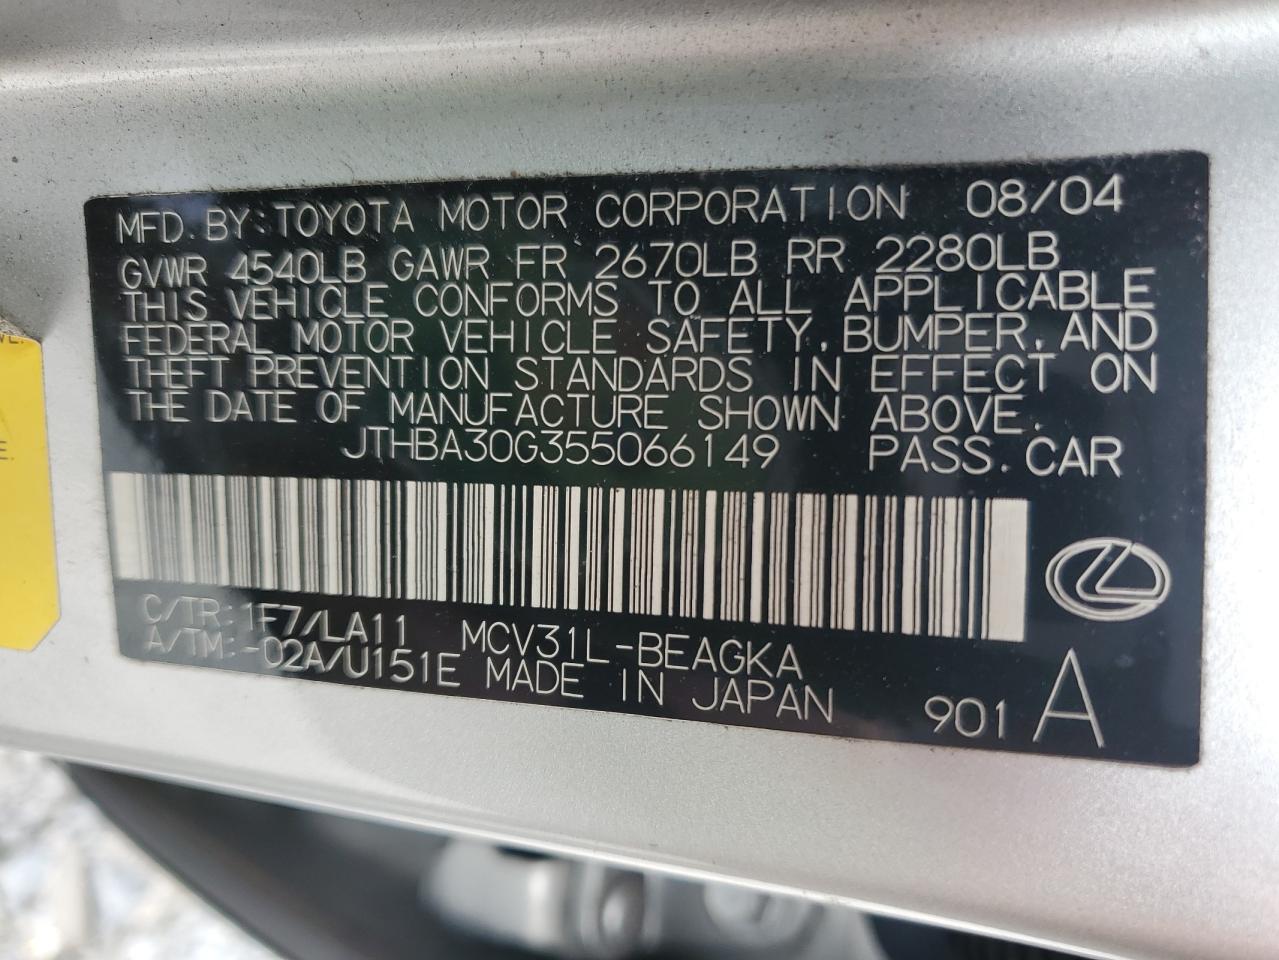 MFD. BY: TOYOTA MOTOR CORPORATION 08/04
GVWR 4540LB GAWR FR 2670LB RR 2280LB
THIS VEHICLE CONFORMS TO ALL APPLICABLE
FEDERAL MOTOR VEHICLE SAFETY, BUMPER, AND
THEFT PREVENTION STANDARDS IN EFFECT ON
THE DATE OF MANUFACTURE SHOWN ABOVE.
JTHBA30G355066149 PASS. CAR
C/TR: 1F7/LA11 MCV31L-BEAGKA
A/TM: -02A/U151E MADE IN JAPAN 901 A